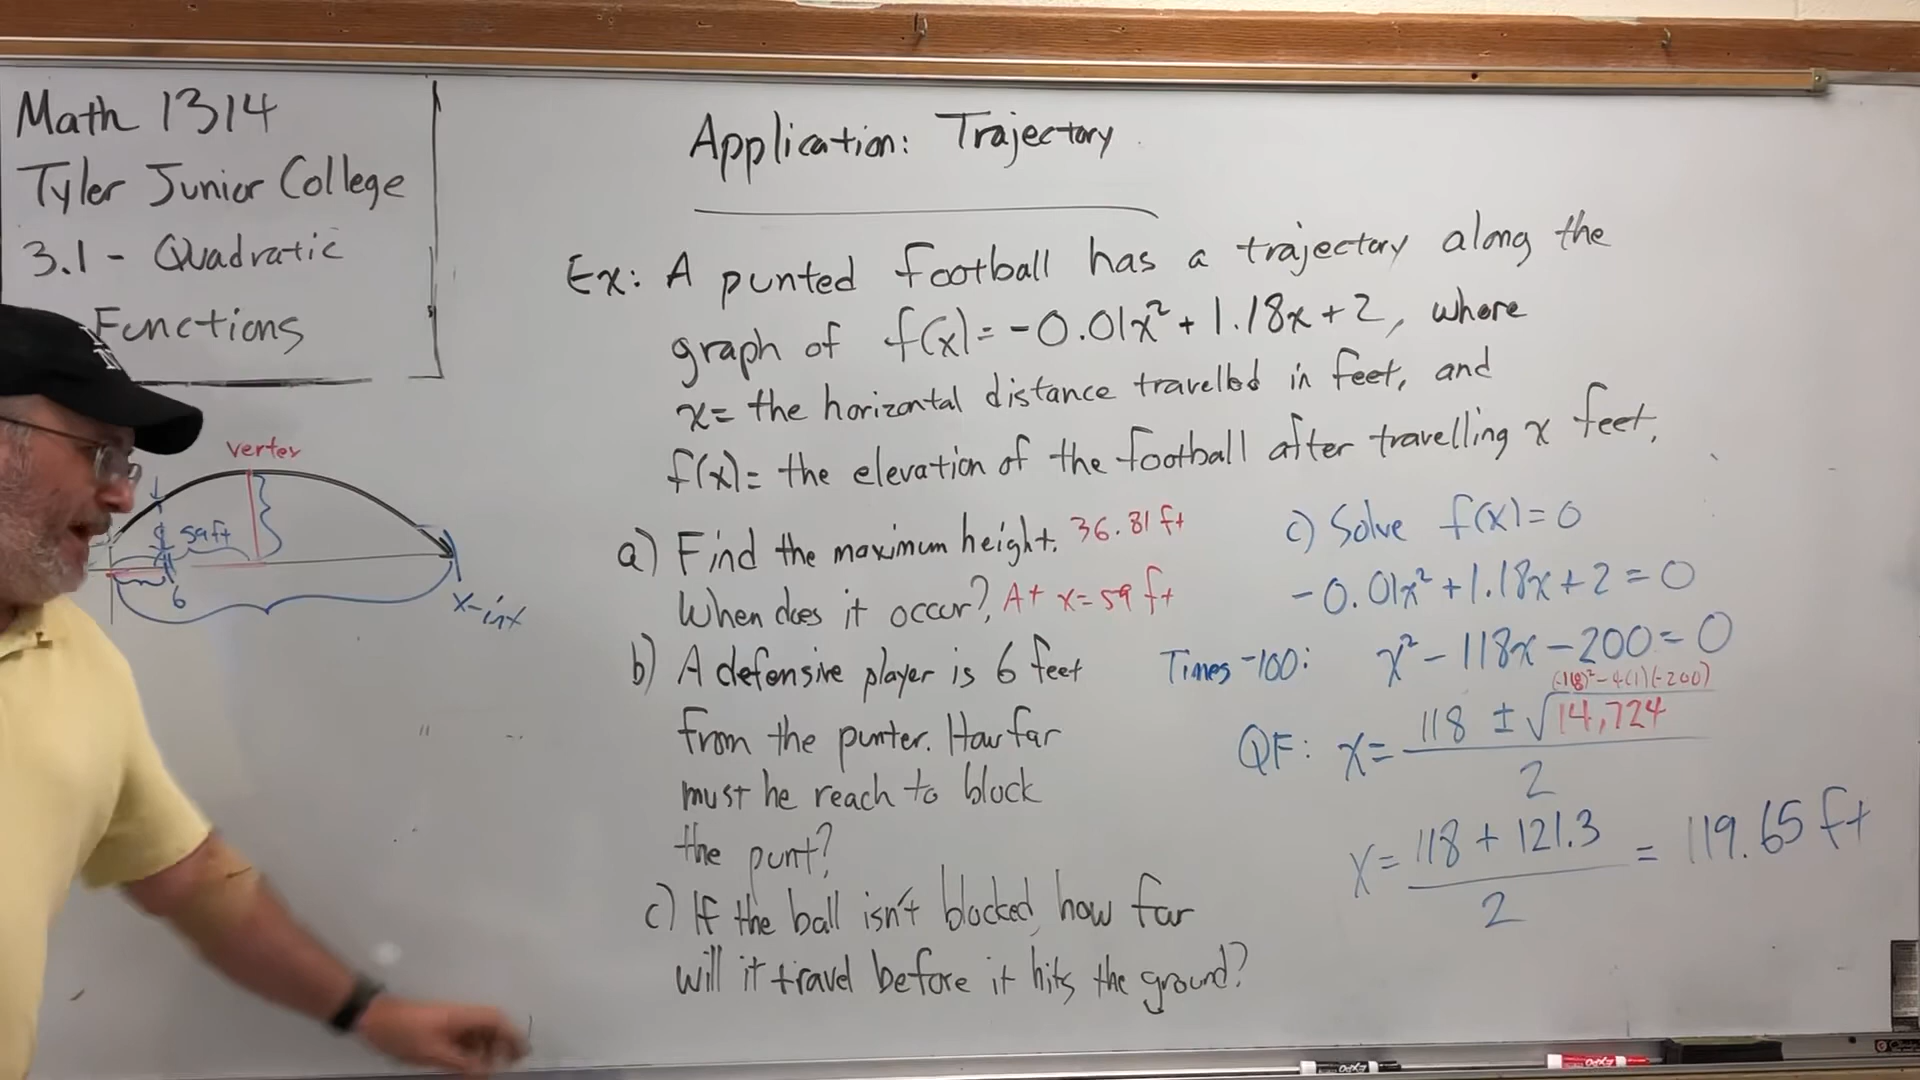 Math 1314
Tyler Junior College
3.1 - Quadratic
Functions
Application: Trajectory
Ex: A punted football has a trajectory along the
graph of f(x) = -0.01x² + 1.18x + 2, where
x = the horizontal distance travelled in feet, and
f(x) = the elevation of the football after travelling x feet.
vertex
59ft
6
x-int
a) Find the maximum height. 36.81 ft
When does it occur? At x = 59 ft
b) A defensive player is 6 feet
from the punter. How far
must he reach to block
the punt?
c) If the ball isn't blocked, how far
will it travel before it hits the ground?
c) Solve f(x) = 0
-0.01x² + 1.18x + 2 = 0
Times -100: x² - 118x - 200 = 0
(-118)² - 4(1)(-200)
QF: x = 118 ± √14,724
2
x = 118 + 121.3 = 119.65 ft
2
EXPO
EXPO